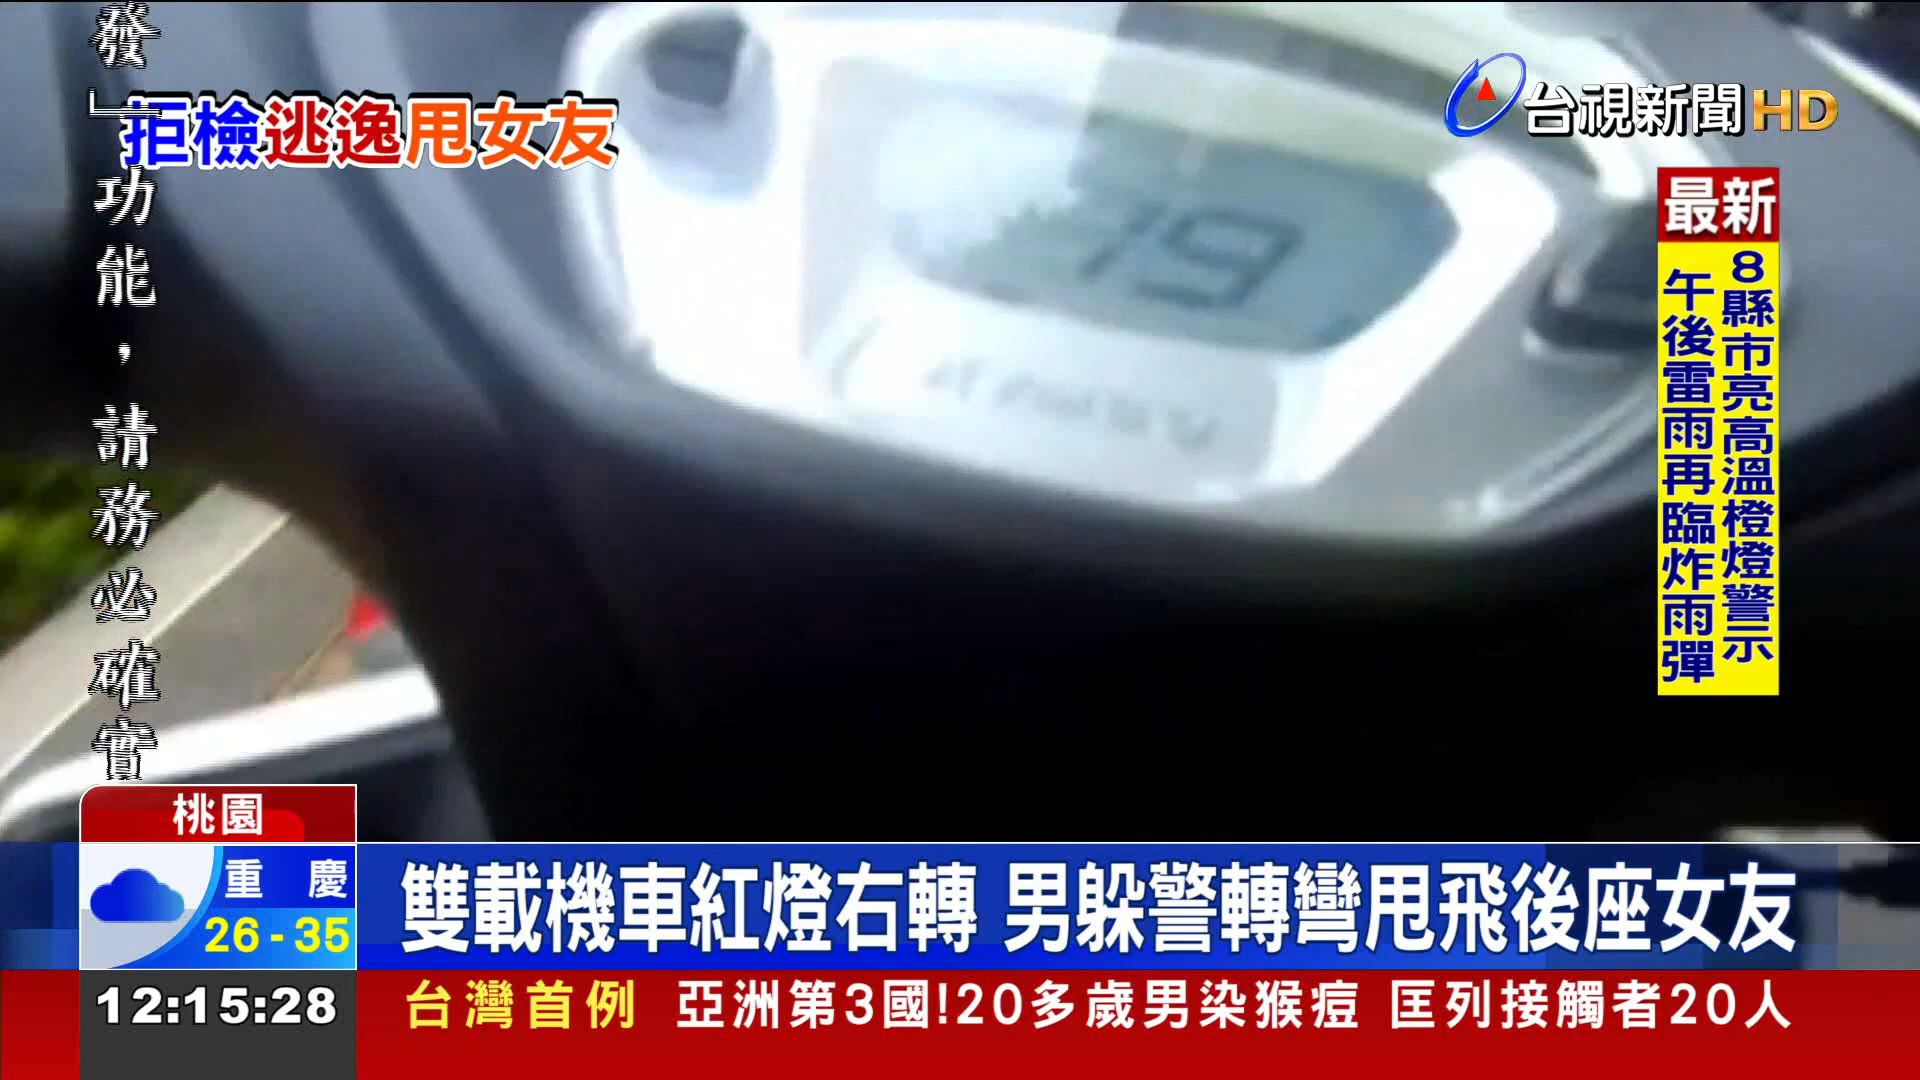 發」功能，請務必確實
拒檢逃逸甩女友
台視新聞HD
最新
8縣市亮高溫橙燈警示
午後雷雨再臨炸雨彈
79
桃園
重慶
26-35
雙載機車紅燈右轉 男躲警轉彎甩飛後座女友
12:15:28
台灣首例 亞洲第3國!20多歲男染猴痘 匡列接觸者20人